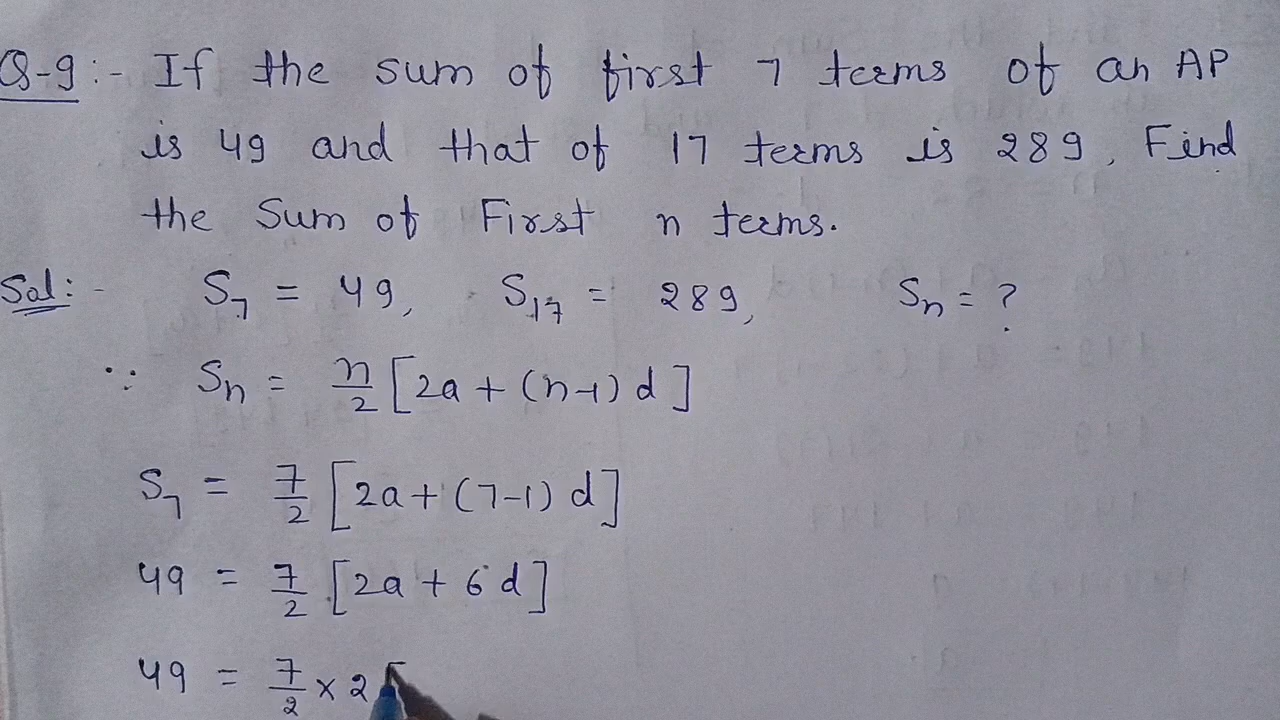 Q-9:- If the sum of first 7 terms of an AP
is 49 and that of 17 terms is 289, Find
the Sum of First n terms.
Sol:- S₇ = 49, S₁₇ = 289, Sₙ = ?
∵ Sₙ = n/2 [2a + (n-1) d]
S₇ = 7/2 [2a + (7-1) d]
49 = 7/2 [2a + 6d]
49 = 7/2 × 2 [